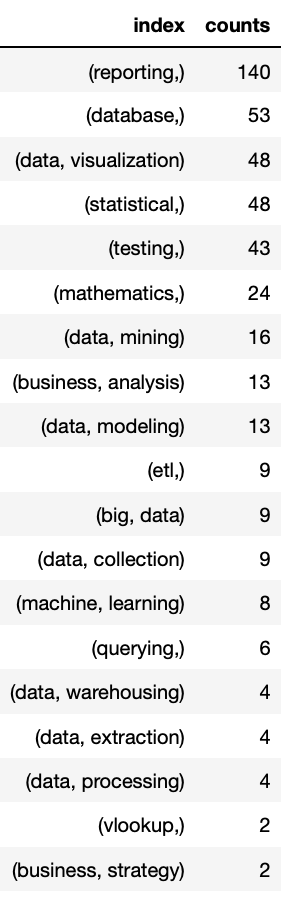 index counts
(reporting,) 140
(database,) 53
(data, visualization) 48
(statistical,) 48
(testing,) 43
(mathematics,) 24
(data, mining) 16
(business, analysis) 13
(data, modeling) 13
(etl,) 9
(big, data) 9
(data, collection) 9
(machine, learning) 8
(querying,) 6
(data, warehousing) 4
(data, extraction) 4
(data, processing) 4
(vlookup,) 2
(business, strategy) 2